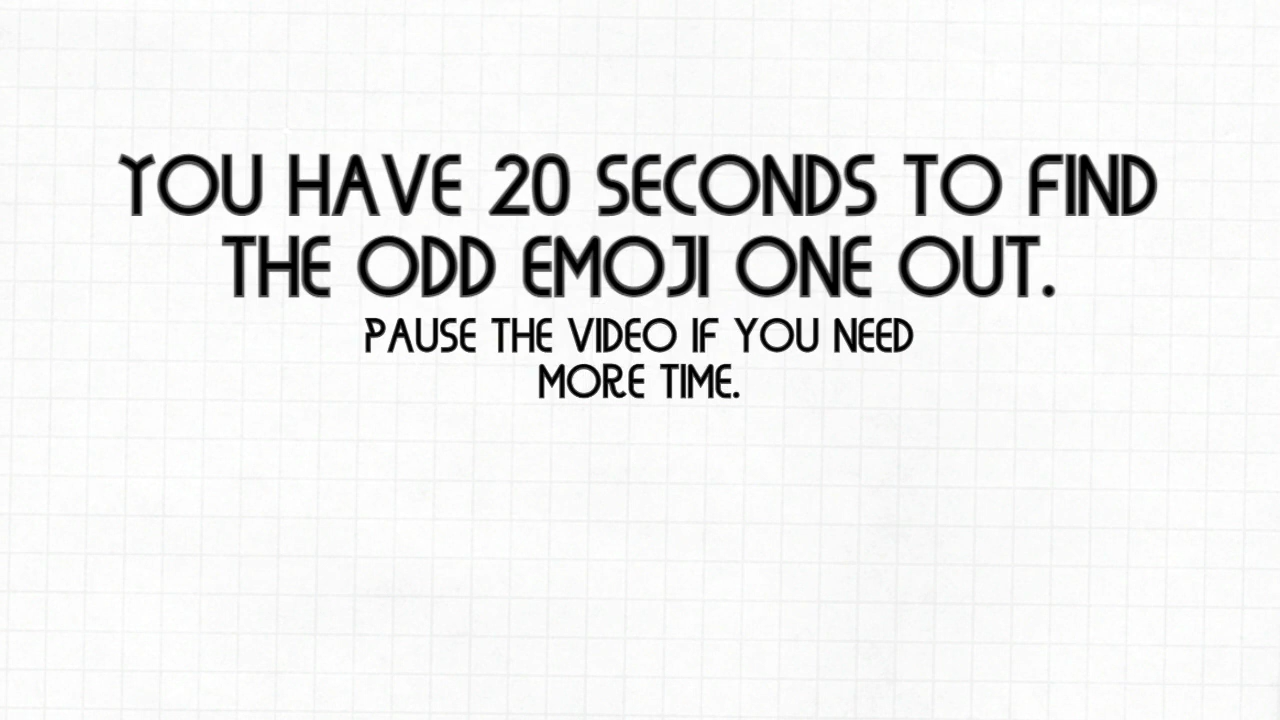 YOU HAVE 20 SECONDS TO FIND
THE ODD EMOJI ONE OUT.
PAUSE THE VIDEO IF YOU NEED
MORE TIME.